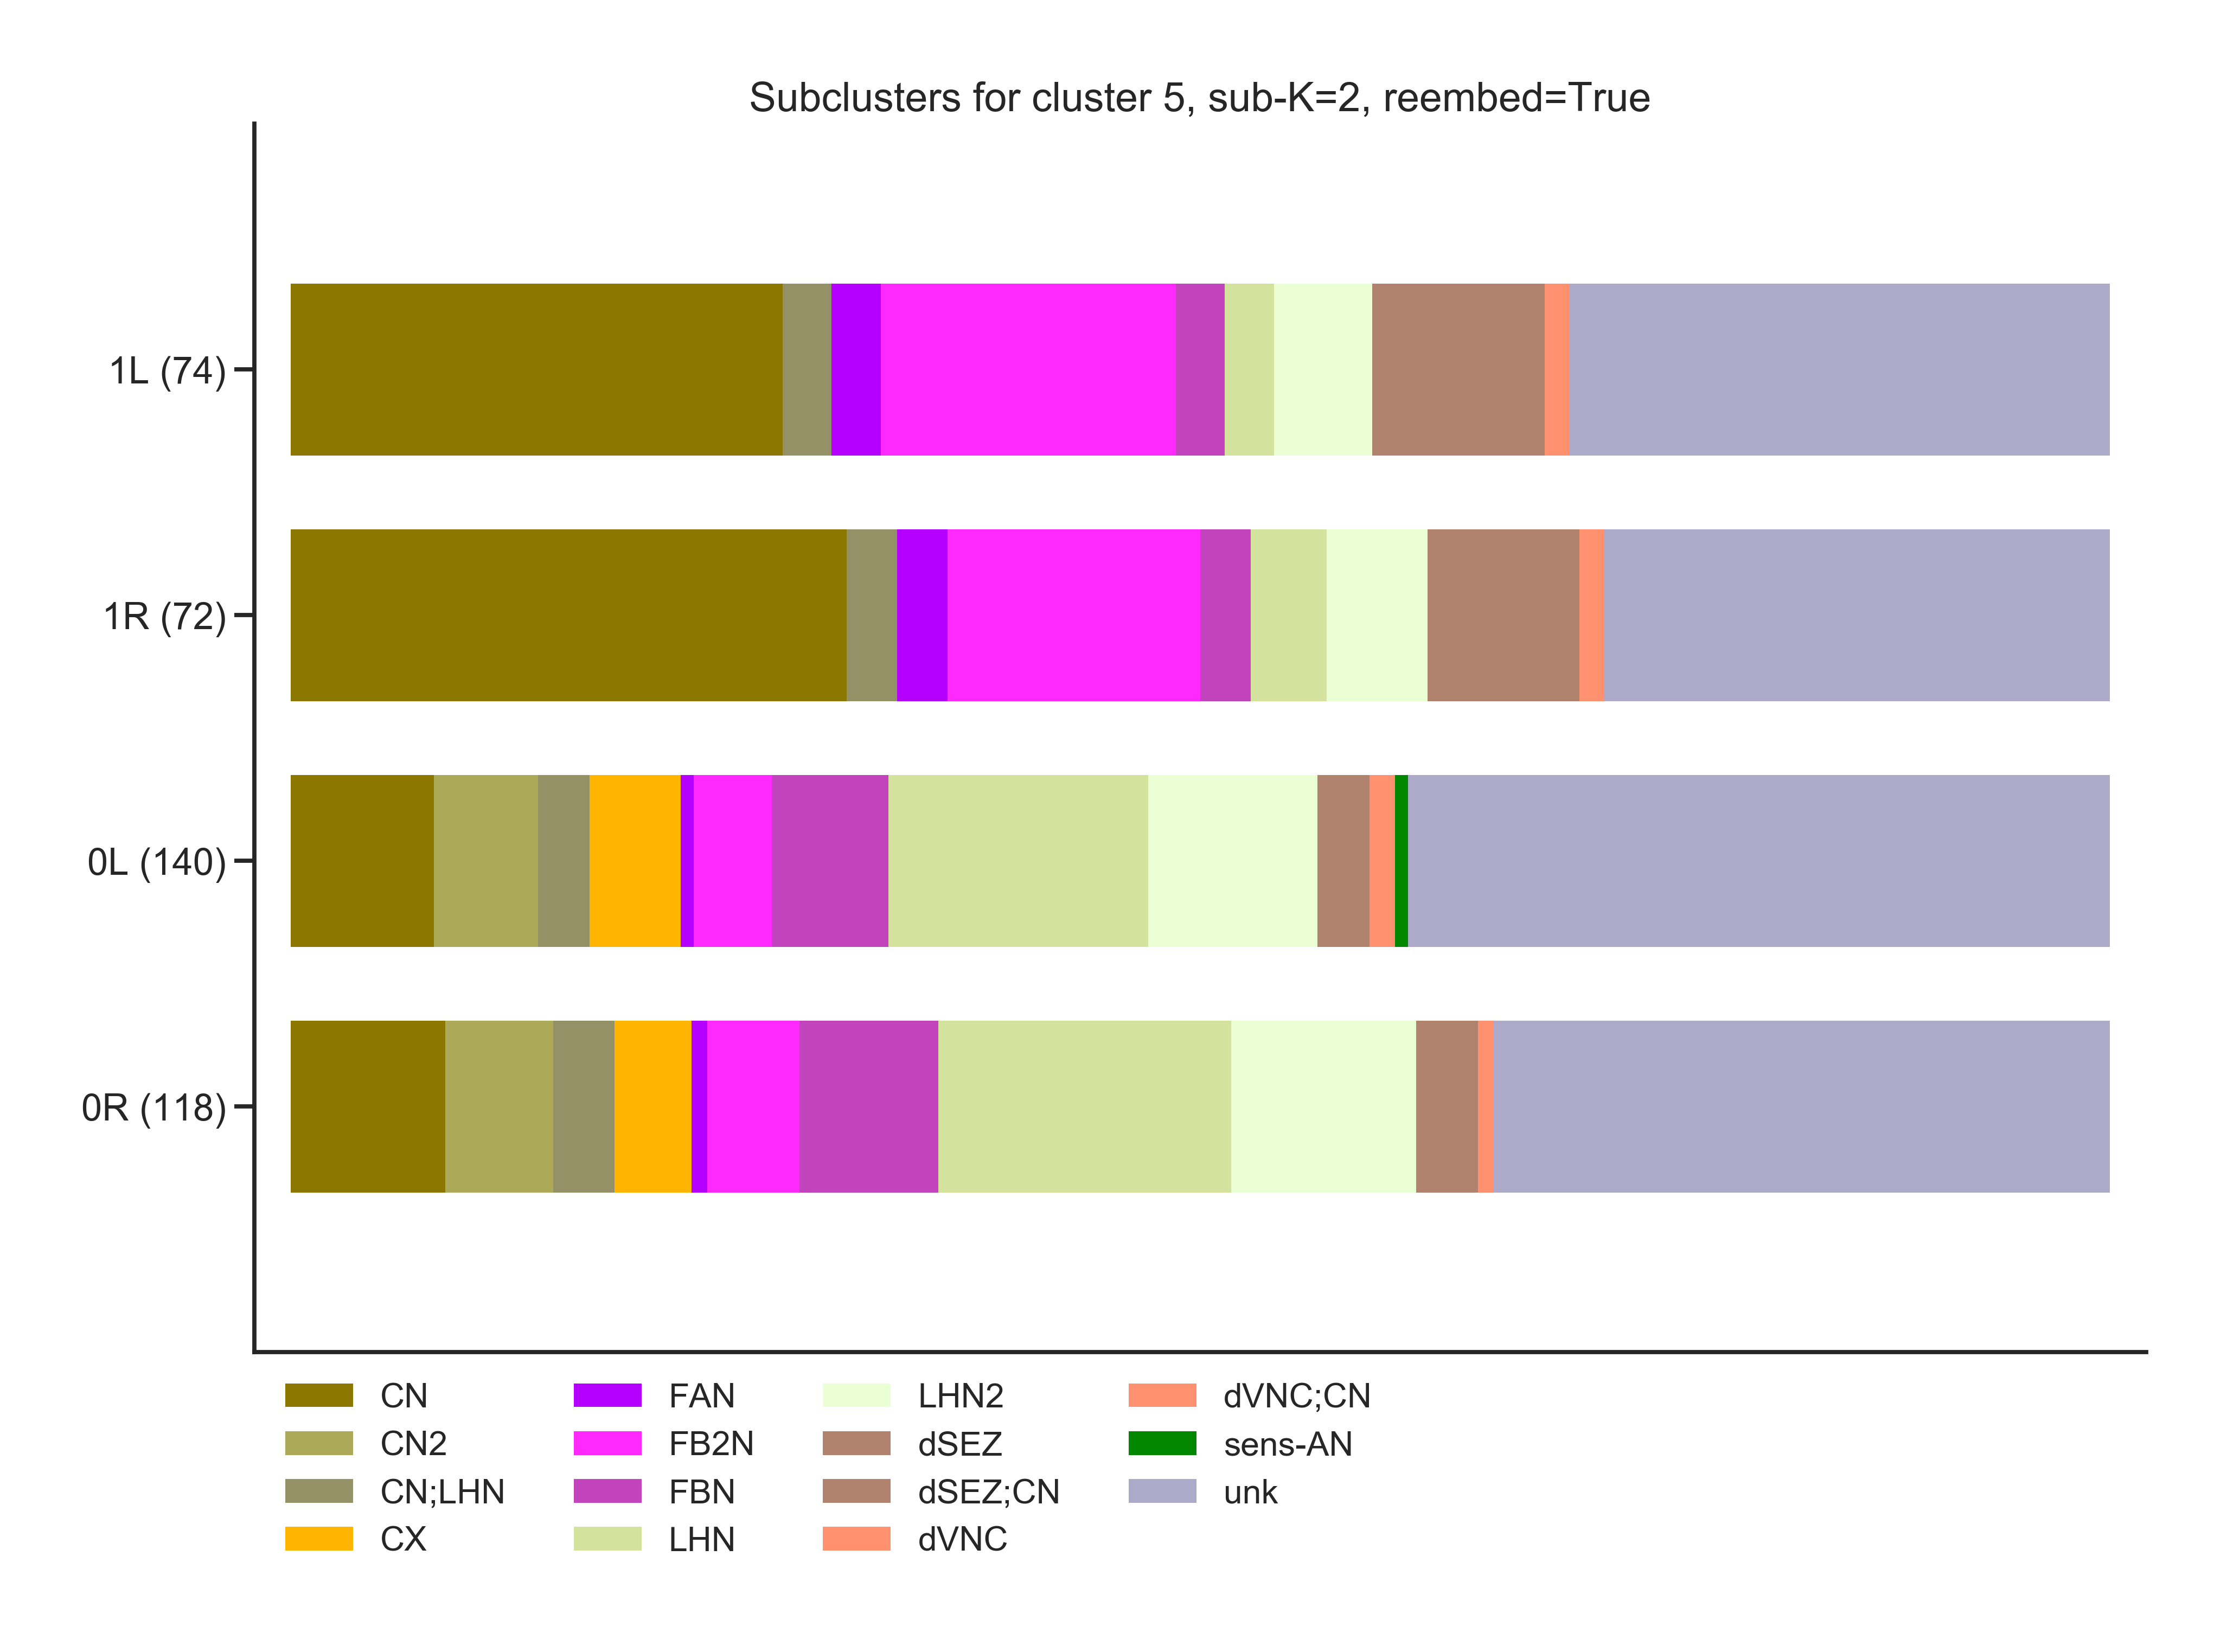 Subclusters for cluster 5, sub-K=2, reembed=True
1L (74)
1R (72)
0L (140)
0R (118)
CN
CN2
CN;LHN
CX
FAN
FB2N
FBN
LHN
LHN2
dSEZ
dSEZ;CN
dVNC
dVNC;CN
sens-AN
unk